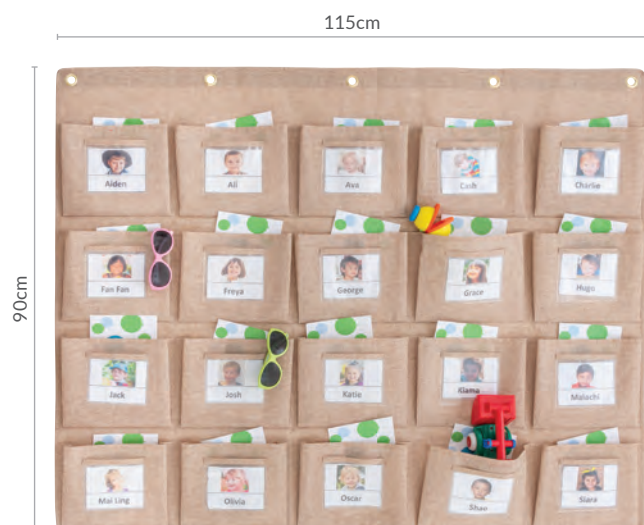 115cm
90cm
Aiden
Ali
Ava
Cash
Charlie
Fan Fan
Freya
George
Grace
Hugo
Jack
Josh
Katie
Kiama
Malachi
Mai Ling
Olivia
Oscar
Shau
Siara